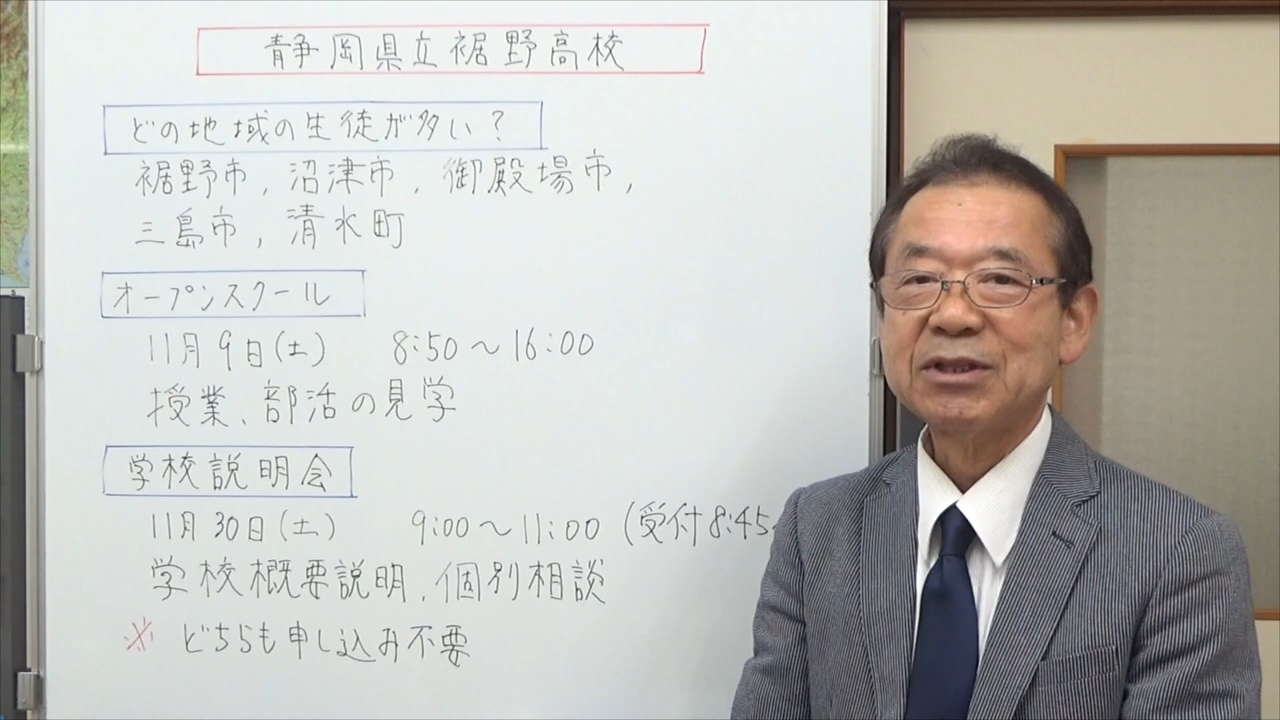 静岡県立裾野高校
どの地域の生徒が多い？
裾野市，沼津市，御殿場市，
三島市，清水町
オープンスクール
11月9日(土) 8:50～16:00
授業、部活の見学
学校説明会
11月30日(土) 9:00～11:00 (受付8:45~
学校概要説明，個別相談
※ どちらも申し込み不要